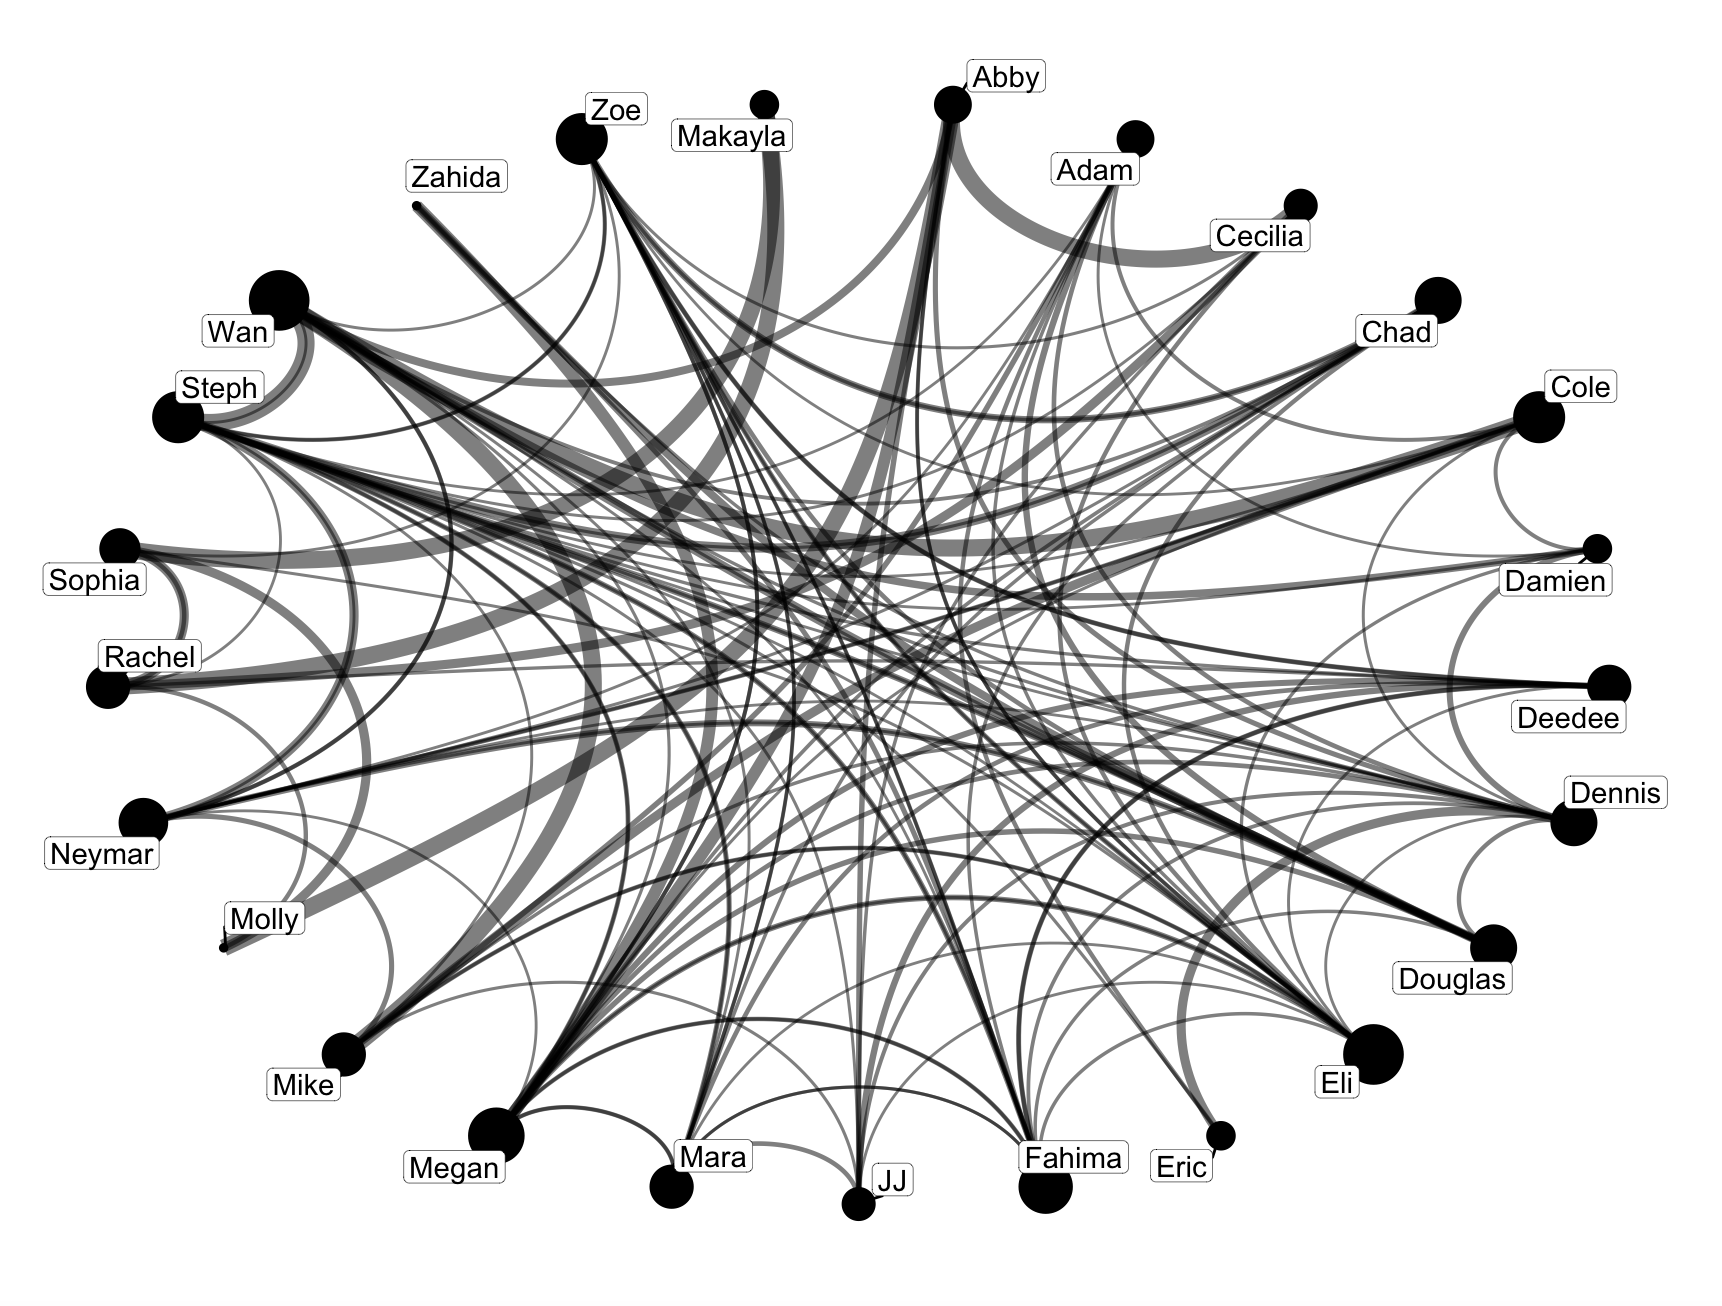 Abby
Zoe
Makayla
Adam
Zahida
Cecilia
Wan
Chad
Steph
Cole
Sophia
Damien
Rachel
Deedee
Dennis
Neymar
Molly
Douglas
Mike
Eli
Megan
Mara
Fahima
Eric
JJ